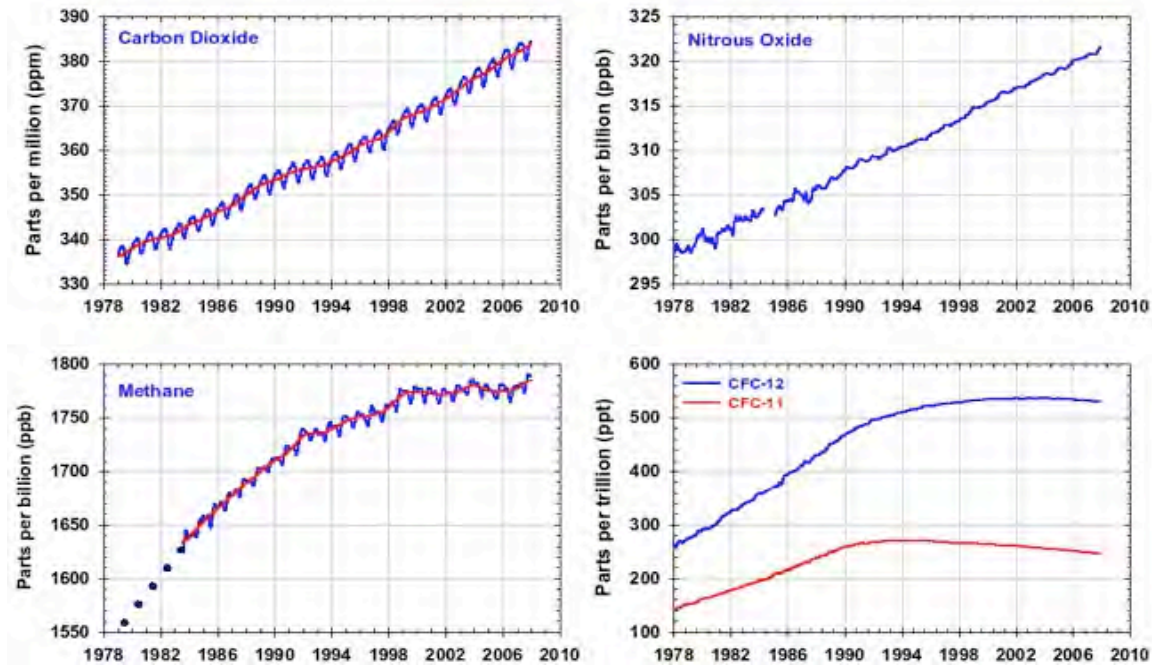 Carbon Dioxide
Parts per million (ppm)
390
380
370
360
350
340
330
1978 1982 1986 1990 1994 1998 2002 2006 2010
Nitrous Oxide
Parts per billion (ppb)
325
320
315
310
305
300
295
1978 1982 1986 1990 1994 1998 2002 2006 2010
Methane
Parts per billion (ppb)
1800
1750
1700
1650
1600
1550
1978 1982 1986 1990 1994 1998 2002 2006 2010
CFC-12
CFC-11
Parts per trillion (ppt)
600
500
400
300
200
100
1978 1982 1986 1990 1994 1998 2002 2006 2010